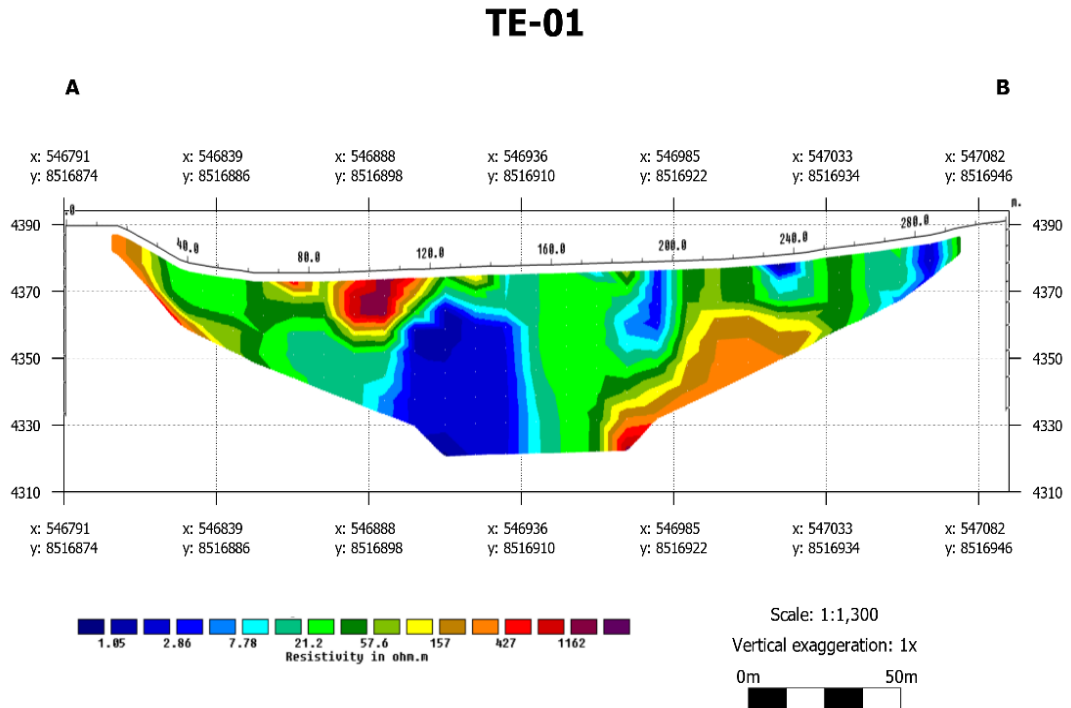 TE-01
A B
x: 546791 x: 546839 x: 546888 x: 546936 x: 546985 x: 547033 x: 547082
y: 8516874 y: 8516886 y: 8516898 y: 8516910 y: 8516922 y: 8516934 y: 8516946
.0 m.
4390 280.0 4390
40.0 80.0 120.0 160.0 200.0 240.0
4370 4370
4350 4350
4330 4330
4310 4310
x: 546791 x: 546839 x: 546888 x: 546936 x: 546985 x: 547033 x: 547082
y: 8516874 y: 8516886 y: 8516898 y: 8516910 y: 8516922 y: 8516934 y: 8516946
1.05 2.86 7.78 21.2 57.6 157 427 1162
Resistivity in ohm.m
Scale: 1:1,300
Vertical exaggeration: 1x
0m 50m